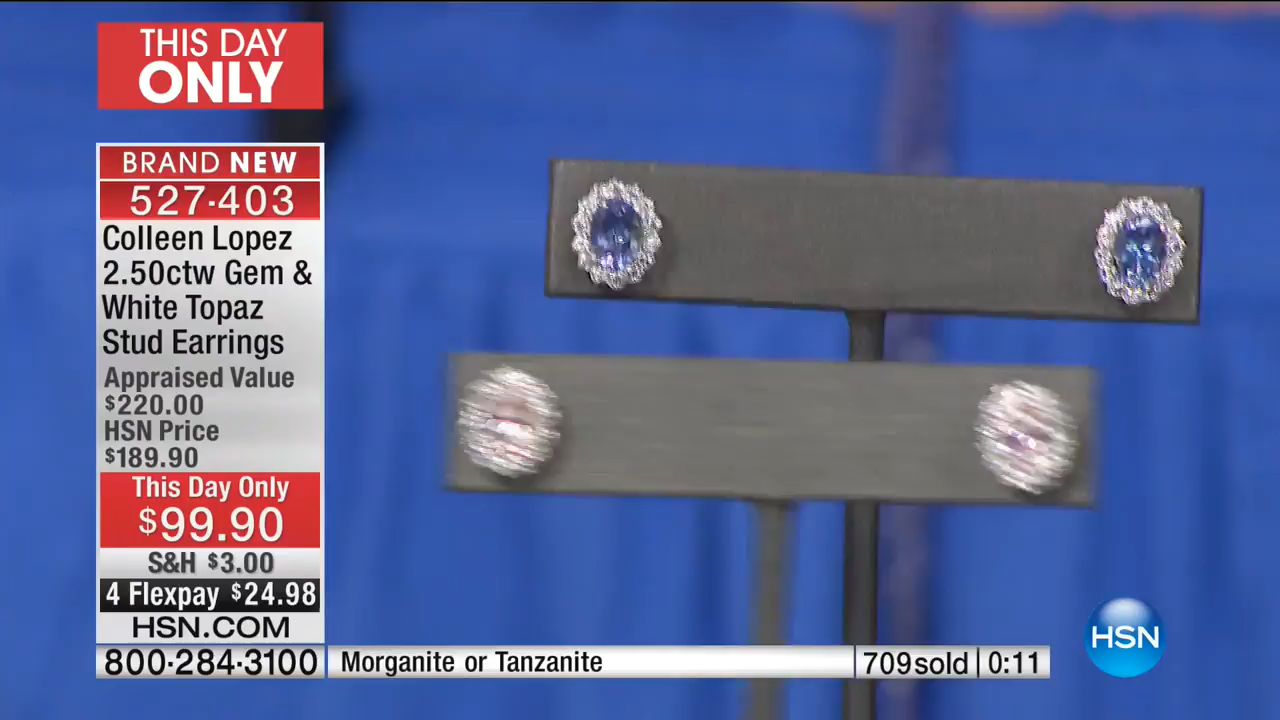 THIS DAY
ONLY
BRAND NEW
527·403
Colleen Lopez
2.50ctw Gem &
White Topaz
Stud Earrings
Appraised Value
$220.00
HSN Price
$189.90
This Day Only
$99.90
S&H $3.00
4 Flexpay $24.98
HSN.COM
800·284·3100 Morganite or Tanzanite 709 sold 0:11
HSN